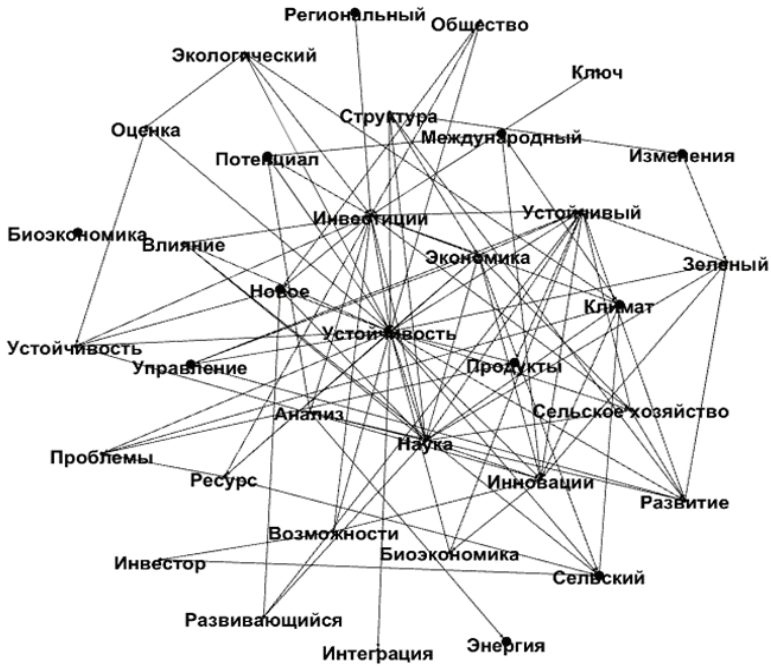 Региональный
Общество
Экологический
Ключ
Структура
Оценка
Международный
Потенциал
Изменения
Инвестиции
Устойчивый
Биоэкономика
Влияние
Экономика
Зеленый
Новое
Климат
Устойчивость
Устойчивость
Управление
Продукты
Анализ
Сельское хозяйство
Наука
Проблемы
Ресурс
Инновации
Развитие
Возможности
Биоэкономика
Инвестор
Сельский
Развивающийся
Энергия
Интеграция